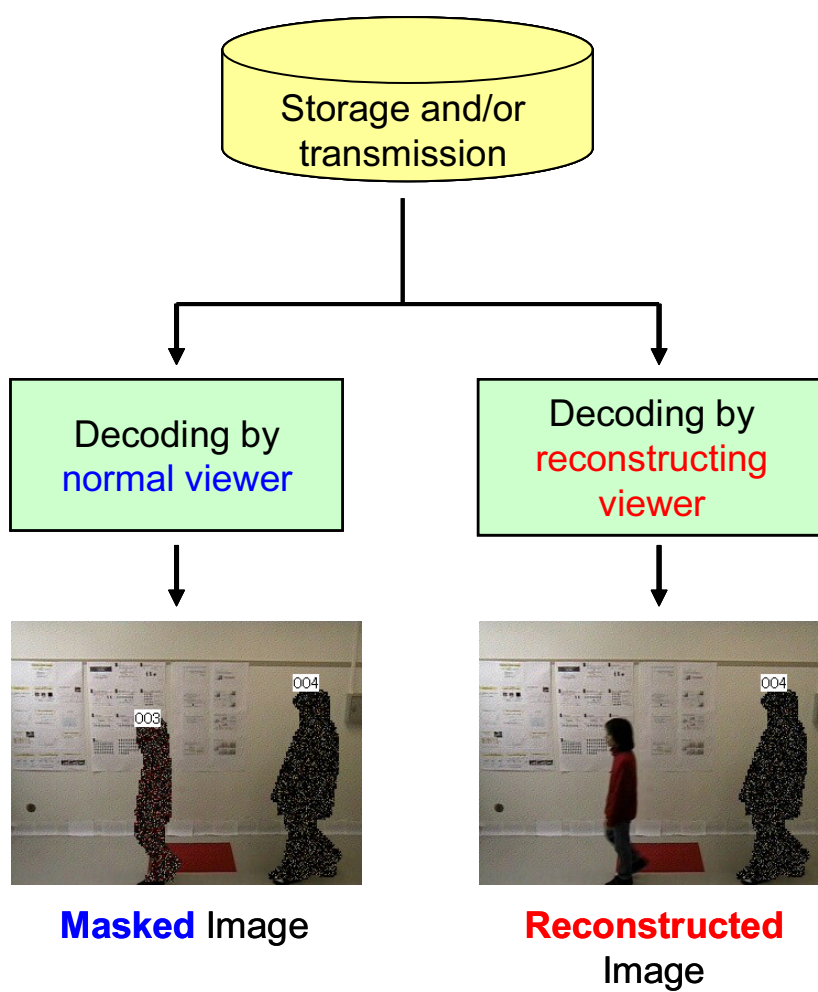 Storage and/or
transmission
Decoding by
normal viewer
Decoding by
reconstructing
viewer
003
004
004
Masked Image
Reconstructed
Image